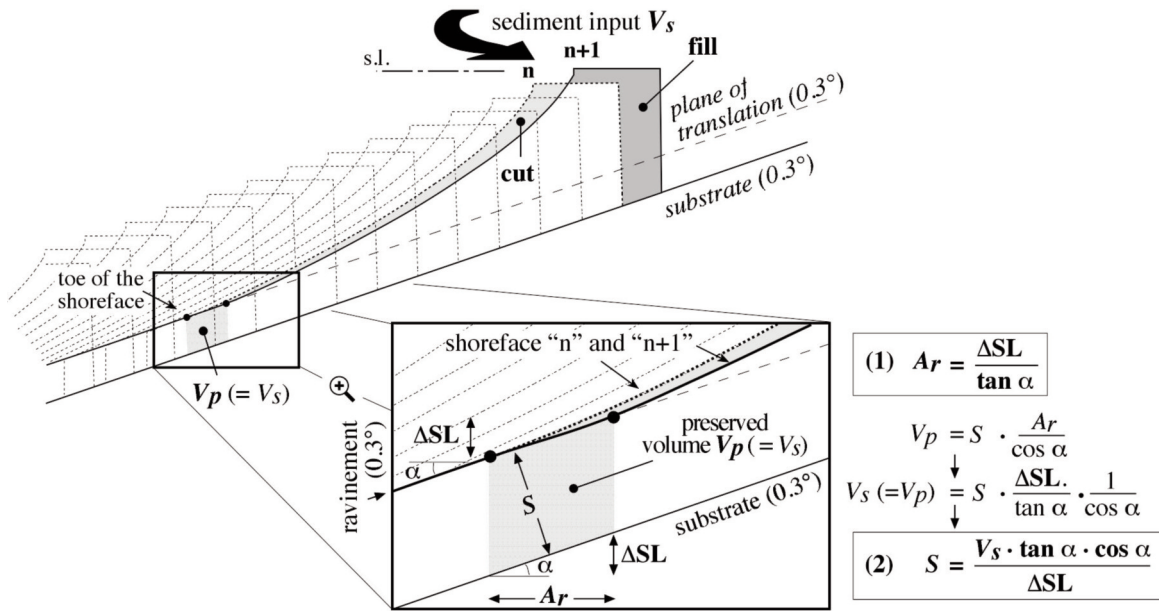 sediment input Vs
s.l.
n
n+1
fill
plane of
translation (0.3°)
cut
substrate (0.3°)
toe of the
shoreface
Vp (= Vs)
shoreface “n” and “n+1”
ΔSL
α
ravinement
(0.3°)
preserved
volume Vp (= Vs)
S
substrate (0.3°)
ΔSL
α
Ar
(1) Ar = ΔSL / tan α
Vp = S · Ar / cos α
Vs (=Vp) = S · ΔSL. / tan α · 1 / cos α
(2) S = Vs · tan α · cos α / ΔSL